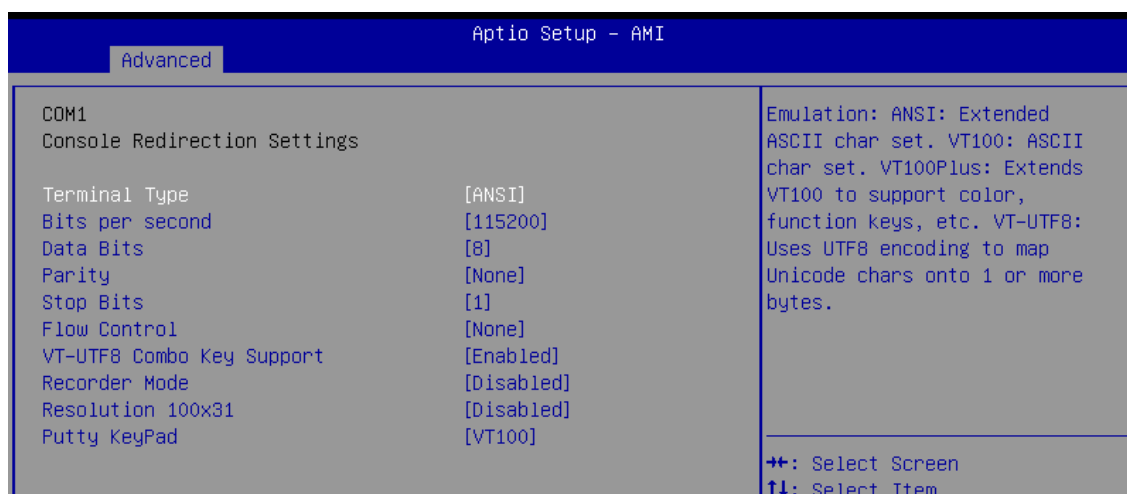 Aptio Setup – AMI
Advanced
COM1
Console Redirection Settings
Terminal Type [ANSI]
Bits per second [115200]
Data Bits [8]
Parity [None]
Stop Bits [1]
Flow Control [None]
VT-UTF8 Combo Key Support [Enabled]
Recorder Mode [Disabled]
Resolution 100x31 [Disabled]
Putty KeyPad [VT100]
Emulation: ANSI: Extended
ASCII char set. VT100: ASCII
char set. VT100Plus: Extends
VT100 to support color,
function keys, etc. VT-UTF8:
Uses UTF8 encoding to map
Unicode chars onto 1 or more
bytes.
→←: Select Screen
↑↓: Select Item